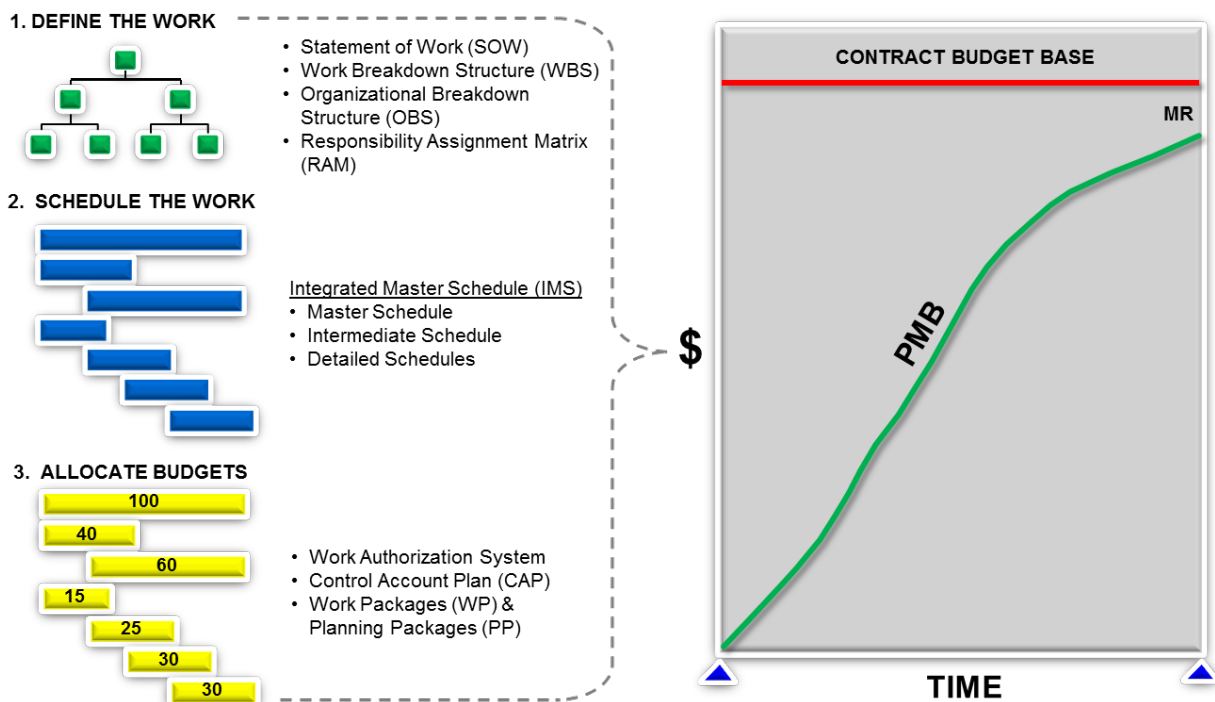 1. DEFINE THE WORK
• Statement of Work (SOW)
• Work Breakdown Structure (WBS)
• Organizational Breakdown
Structure (OBS)
• Responsibility Assignment Matrix
(RAM)
2. SCHEDULE THE WORK
Integrated Master Schedule (IMS)
• Master Schedule
• Intermediate Schedule
• Detailed Schedules
3. ALLOCATE BUDGETS
100
40
60
15
25
30
30
• Work Authorization System
• Control Account Plan (CAP)
• Work Packages (WP) &
Planning Packages (PP)
$
CONTRACT BUDGET BASE
MR
PMB
TIME